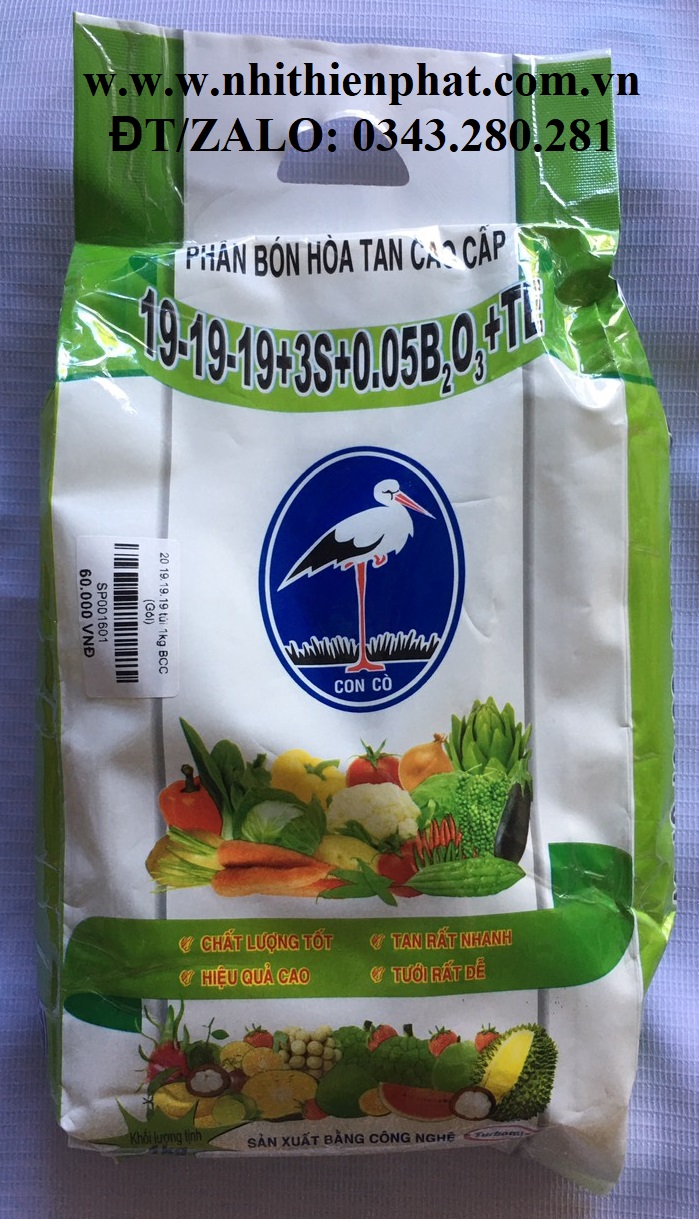 w.w.w.nhithienphat.com.vn
ĐT/ZALO: 0343.280.281
PHÂN BÓN HÒA TAN CAO CẤP
19-19-19+3S+0.05B₂O₃+TE
CON CÒ
20 19.19.19 túi 1kg BCC
(Gói)
SP001601
60.000 VNĐ
CHẤT LƯỢNG TỐT
TAN RẤT NHANH
HIỆU QUẢ CAO
TƯỚI RẤT DỄ
Khối lượng tịnh
1kg
SẢN XUẤT BẰNG CÔNG NGHỆ